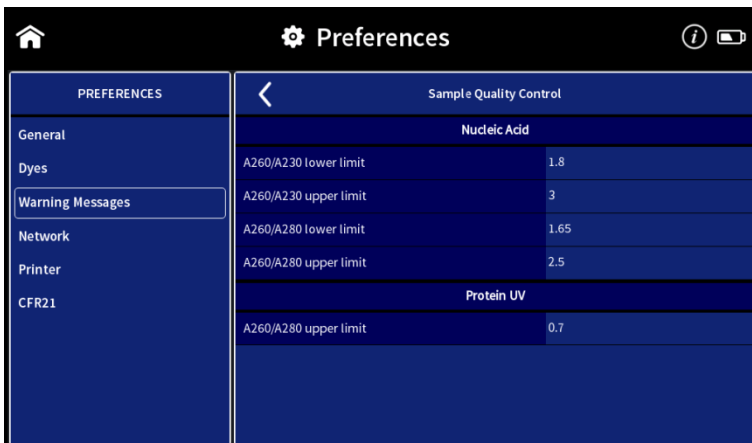 Preferences
i
PREFERENCES
General
Dyes
Warning Messages
Network
Printer
CFR21
Sample Quality Control
Nucleic Acid
A260/A230 lower limit 1.8
A260/A230 upper limit 3
A260/A280 lower limit 1.65
A260/A280 upper limit 2.5
Protein UV
A260/A280 upper limit 0.7